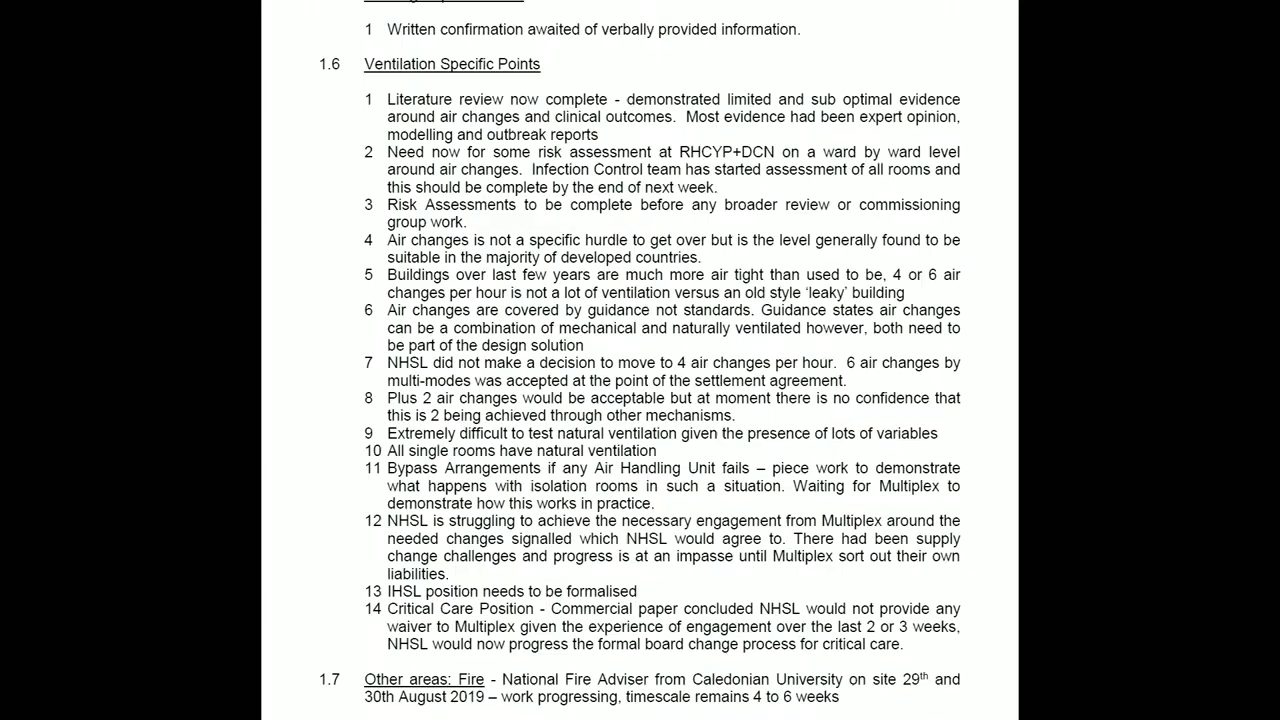 1 Written confirmation awaited of verbally provided information.
1.6 Ventilation Specific Points
1 Literature review now complete - demonstrated limited and sub optimal evidence
around air changes and clinical outcomes. Most evidence had been expert opinion,
modelling and outbreak reports
2 Need now for some risk assessment at RHCYP+DCN on a ward by ward level
around air changes. Infection Control team has started assessment of all rooms and
this should be complete by the end of next week.
3 Risk Assessments to be complete before any broader review or commissioning
group work.
4 Air changes is not a specific hurdle to get over but is the level generally found to be
suitable in the majority of developed countries.
5 Buildings over last few years are much more air tight than used to be, 4 or 6 air
changes per hour is not a lot of ventilation versus an old style ‘leaky’ building
6 Air changes are covered by guidance not standards. Guidance states air changes
can be a combination of mechanical and naturally ventilated however, both need to
be part of the design solution
7 NHSL did not make a decision to move to 4 air changes per hour. 6 air changes by
multi-modes was accepted at the point of the settlement agreement.
8 Plus 2 air changes would be acceptable but at moment there is no confidence that
this is 2 being achieved through other mechanisms.
9 Extremely difficult to test natural ventilation given the presence of lots of variables
10 All single rooms have natural ventilation
11 Bypass Arrangements if any Air Handling Unit fails – piece work to demonstrate
what happens with isolation rooms in such a situation. Waiting for Multiplex to
demonstrate how this works in practice.
12 NHSL is struggling to achieve the necessary engagement from Multiplex around the
needed changes signalled which NHSL would agree to. There had been supply
change challenges and progress is at an impasse until Multiplex sort out their own
liabilities.
13 IHSL position needs to be formalised
14 Critical Care Position - Commercial paper concluded NHSL would not provide any
waiver to Multiplex given the experience of engagement over the last 2 or 3 weeks,
NHSL would now progress the formal board change process for critical care.
1.7 Other areas: Fire - National Fire Adviser from Caledonian University on site 29th and
30th August 2019 – work progressing, timescale remains 4 to 6 weeks